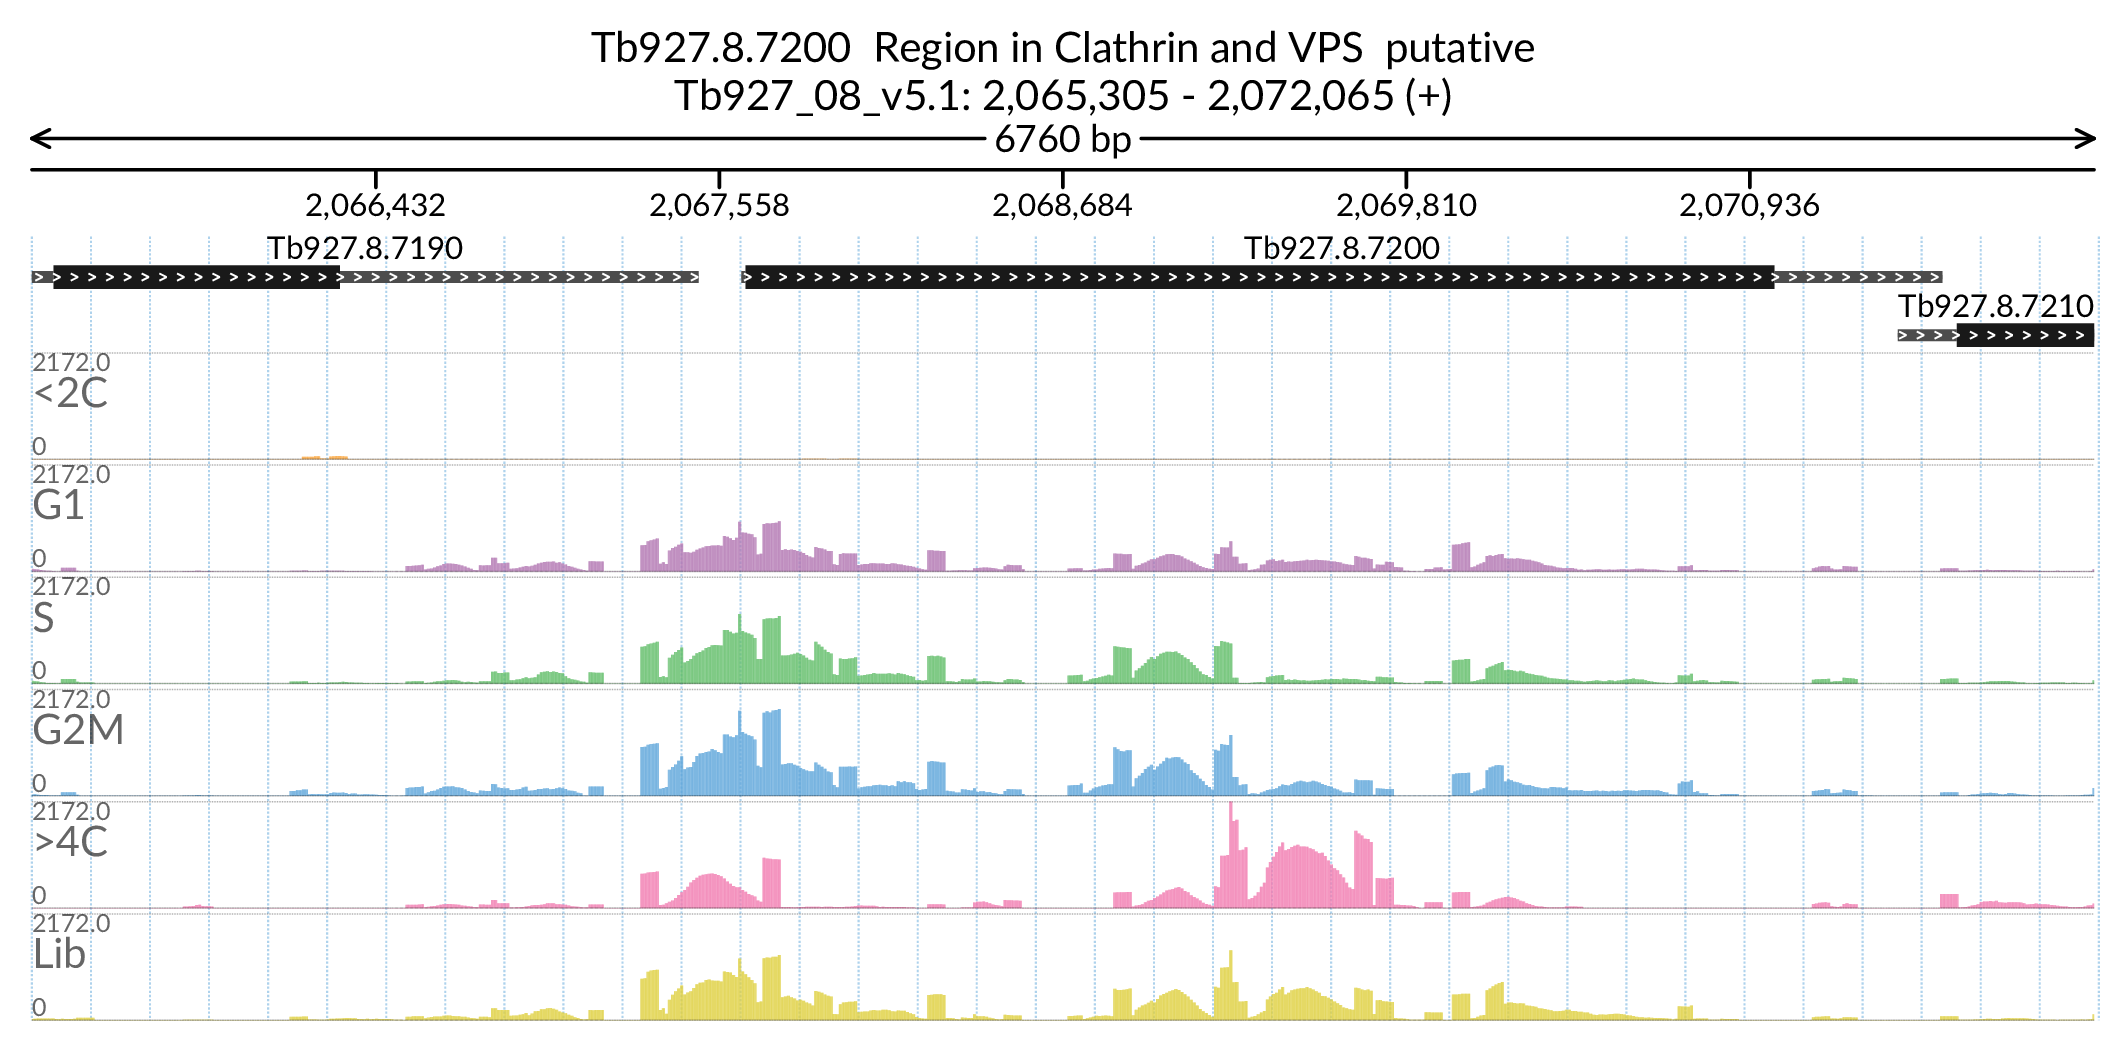 Tb927.8.7200  Region in Clathrin and VPS  putative
Tb927_08_v5.1: 2,065,305 - 2,072,065 (+)
6760 bp
2,066,432 2,067,558 2,068,684 2,069,810 2,070,936
Tb927.8.7190 Tb927.8.7200
Tb927.8.7210
2172.0
<2C
0
2172.0
G1
0
2172.0
S
0
2172.0
G2M
0
2172.0
>4C
0
2172.0
Lib
0